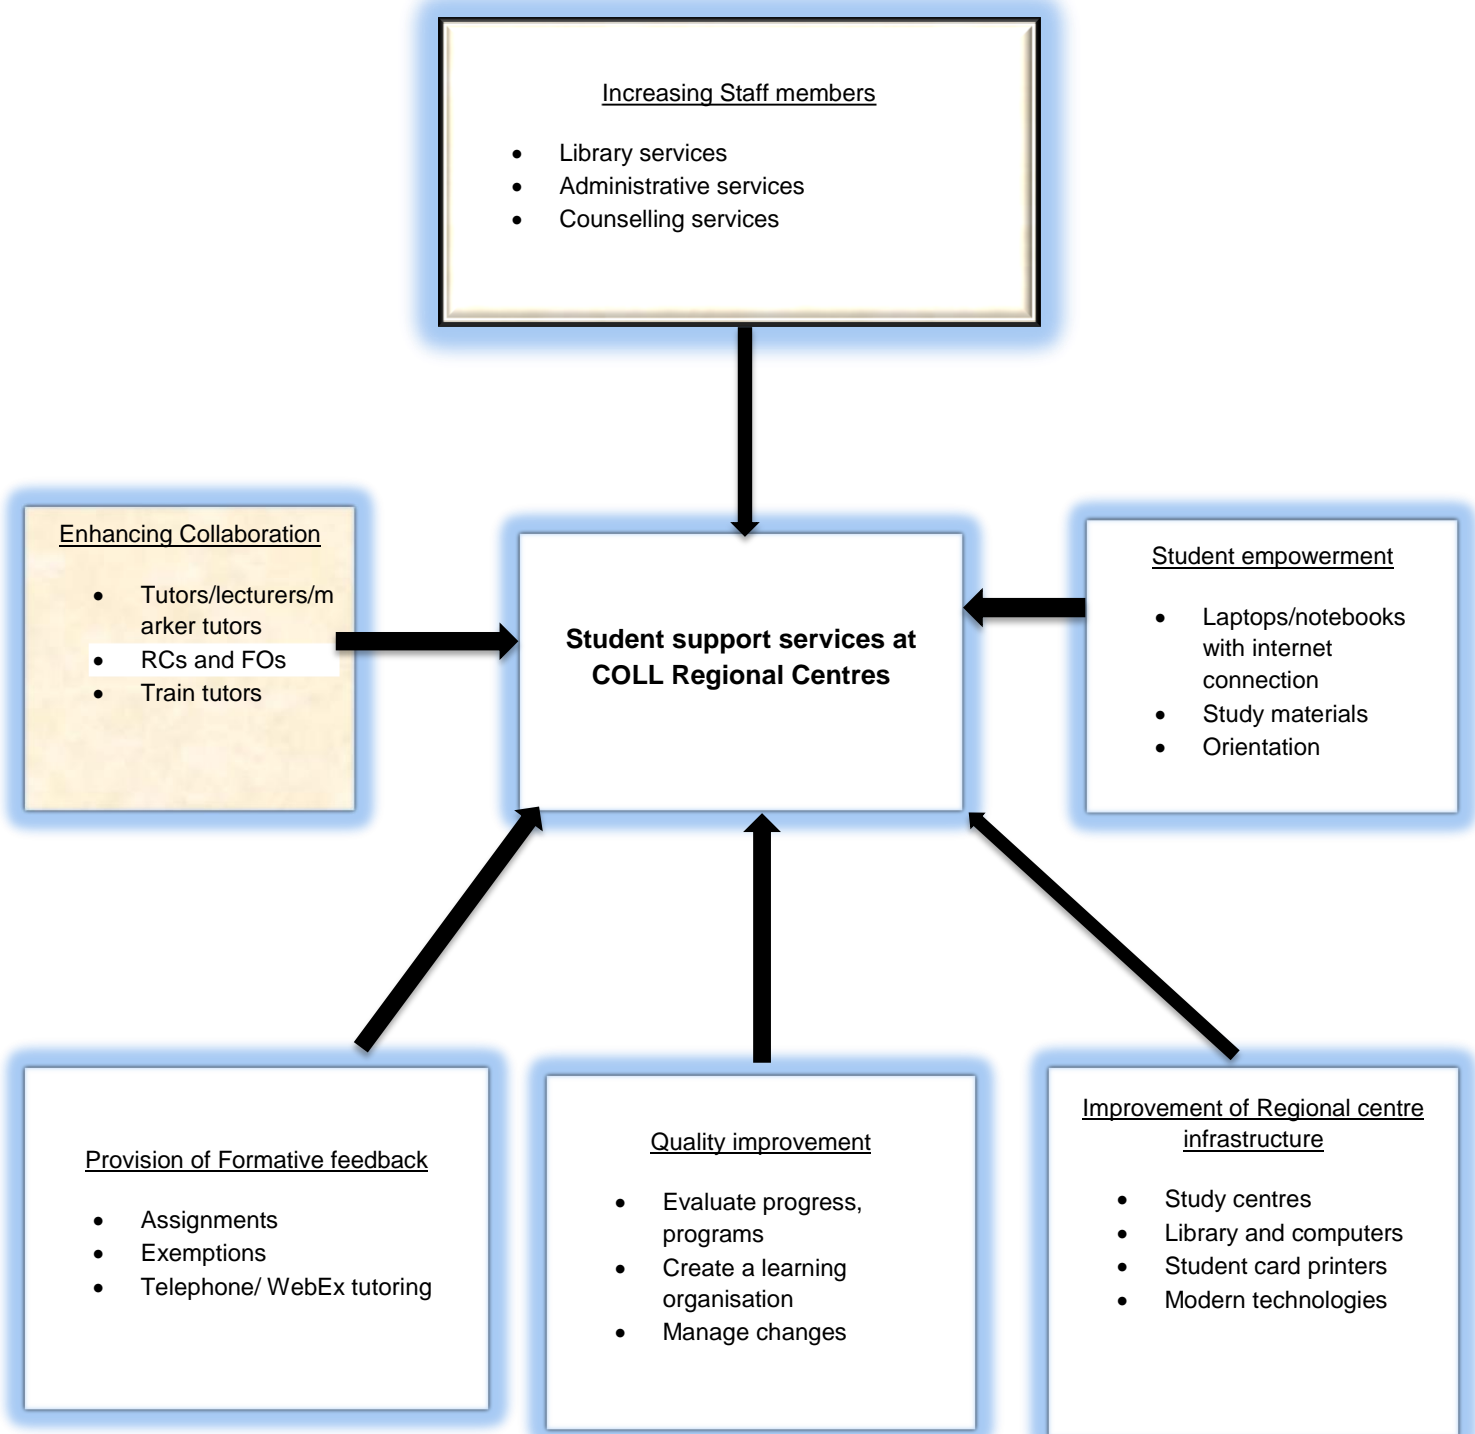 Increasing Staff members
• Library services
• Administrative services
• Counselling services
Enhancing Collaboration
• Tutors/lecturers/m
arker tutors
• RCs and FOs
• Train tutors
Student support services at
COLL Regional Centres
Student empowerment
• Laptops/notebooks
with internet
connection
• Study materials
• Orientation
Provision of Formative feedback
• Assignments
• Exemptions
• Telephone/ WebEx tutoring
Quality improvement
• Evaluate progress,
programs
• Create a learning
organisation
• Manage changes
Improvement of Regional centre
infrastructure
• Study centres
• Library and computers
• Student card printers
• Modern technologies